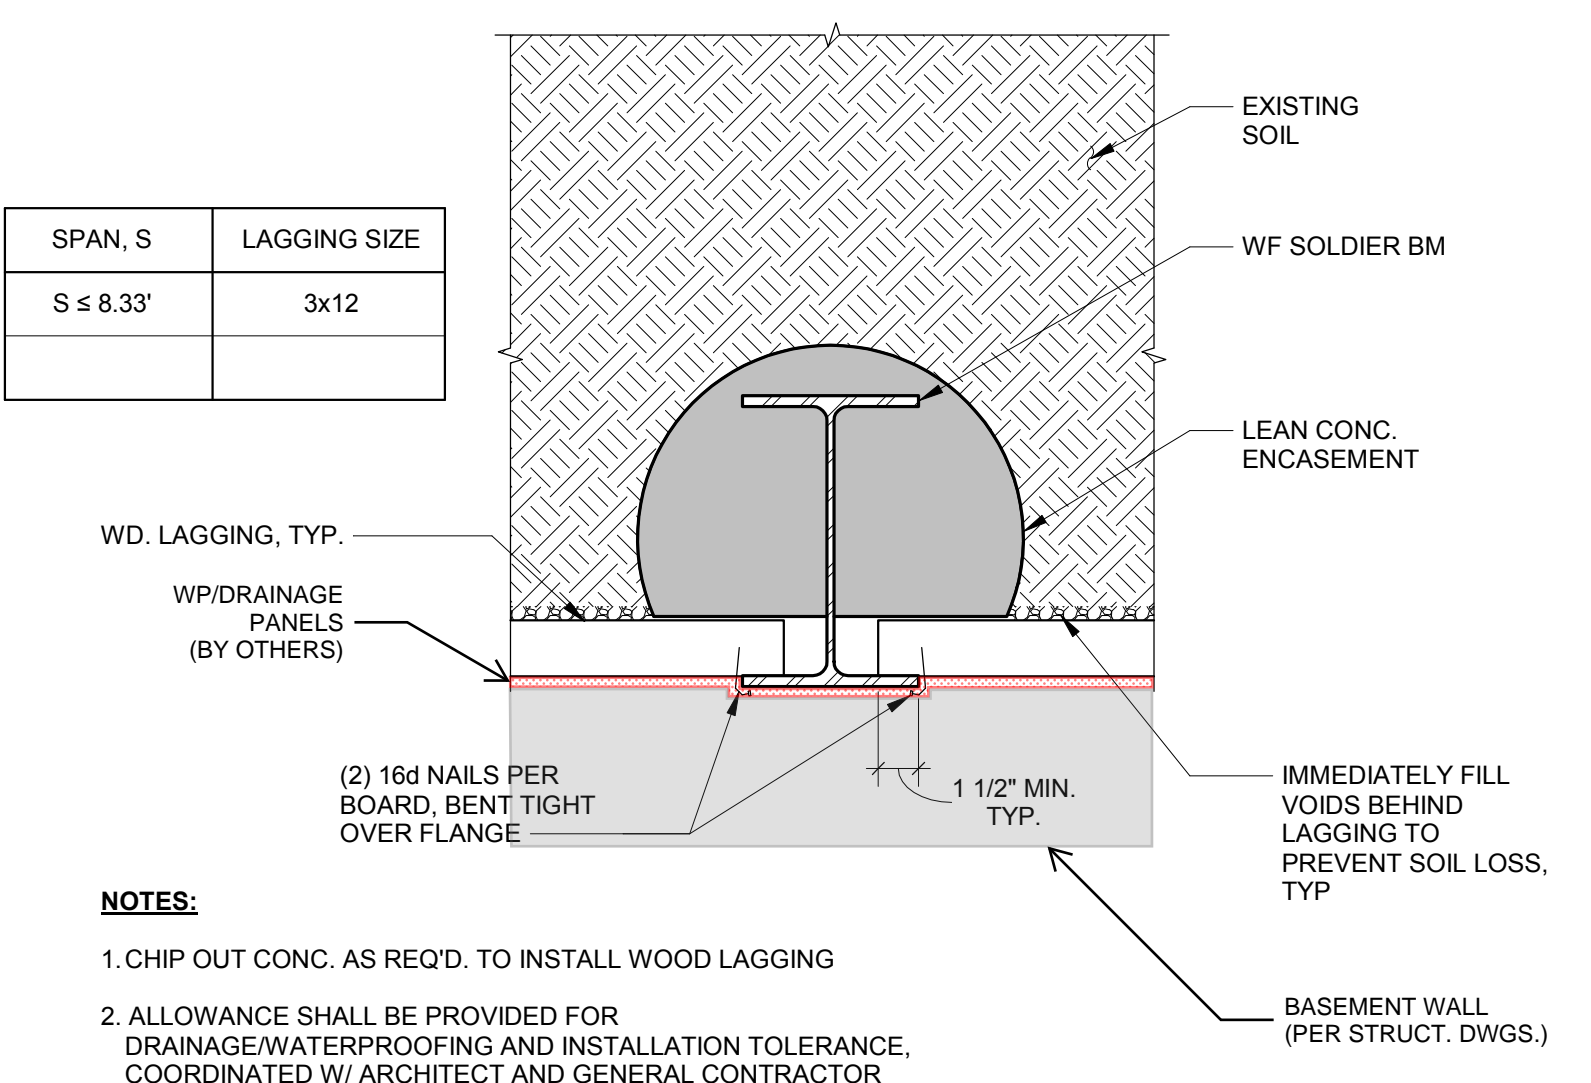 EXISTING
SOIL
SPAN, S
LAGGING SIZE
S ≤ 8.33'
3x12
WF SOLDIER BM
LEAN CONC.
ENCASEMENT
WD. LAGGING, TYP.
WP/DRAINAGE
PANELS
(BY OTHERS)
(2) 16d NAILS PER
BOARD, BENT TIGHT
OVER FLANGE
1 1/2" MIN.
TYP.
IMMEDIATELY FILL
VOIDS BEHIND
LAGGING TO
PREVENT SOIL LOSS,
TYP
BASEMENT WALL
(PER STRUCT. DWGS.)
NOTES:
1. CHIP OUT CONC. AS REQ'D. TO INSTALL WOOD LAGGING
2. ALLOWANCE SHALL BE PROVIDED FOR
DRAINAGE/WATERPROOFING AND INSTALLATION TOLERANCE,
COORDINATED W/ ARCHITECT AND GENERAL CONTRACTOR